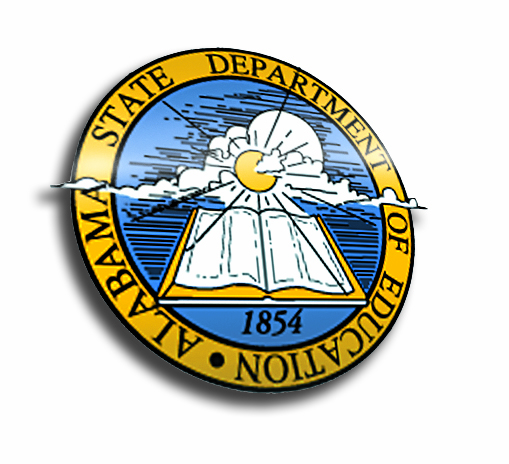 ALABAMA STATE DEPARTMENT OF EDUCATION •
1854